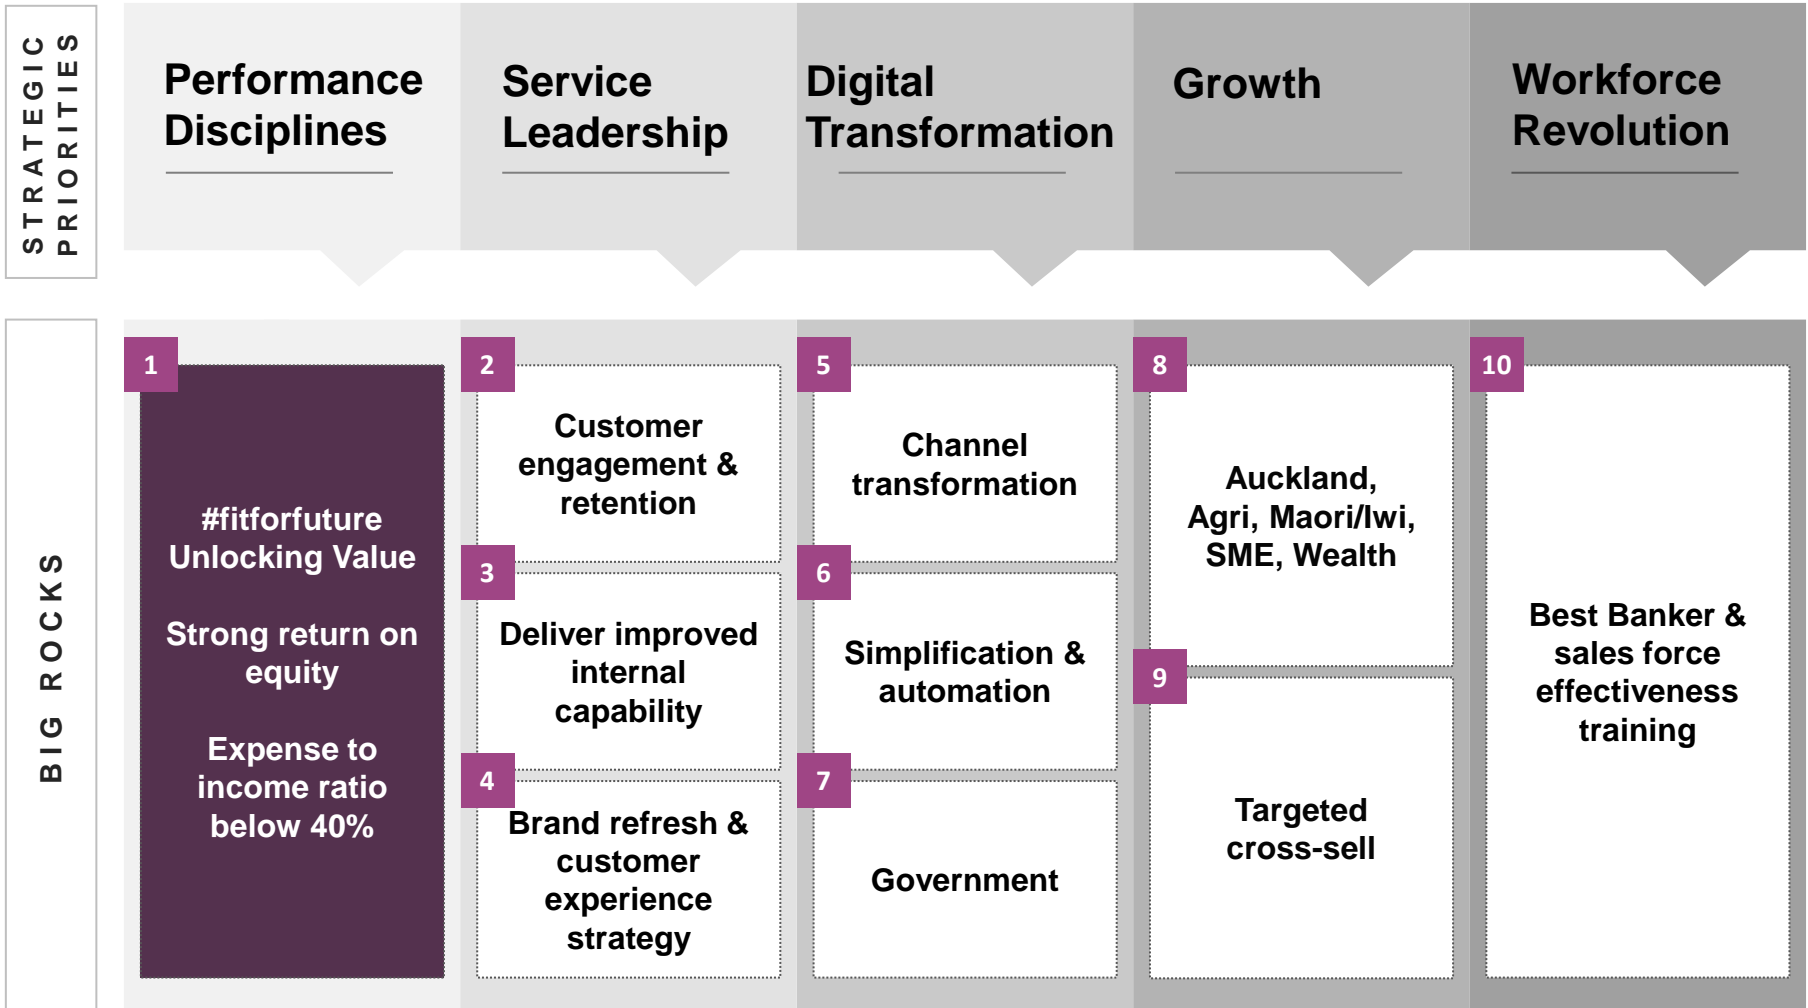 STRATEGIC
PRIORITIES
Performance
Disciplines
Service
Leadership
Digital
Transformation
Growth
Workforce
Revolution
BIG ROCKS
1
#fitforfuture
Unlocking Value
Strong return on
equity
Expense to
income ratio
below 40%
2
Customer
engagement &
retention
3
Deliver improved
internal
capability
4
Brand refresh &
customer
experience
strategy
5
Channel
transformation
6
Simplification &
automation
7
Government
8
Auckland,
Agri, Maori/Iwi,
SME, Wealth
9
Targeted
cross-sell
10
Best Banker &
sales force
effectiveness
training